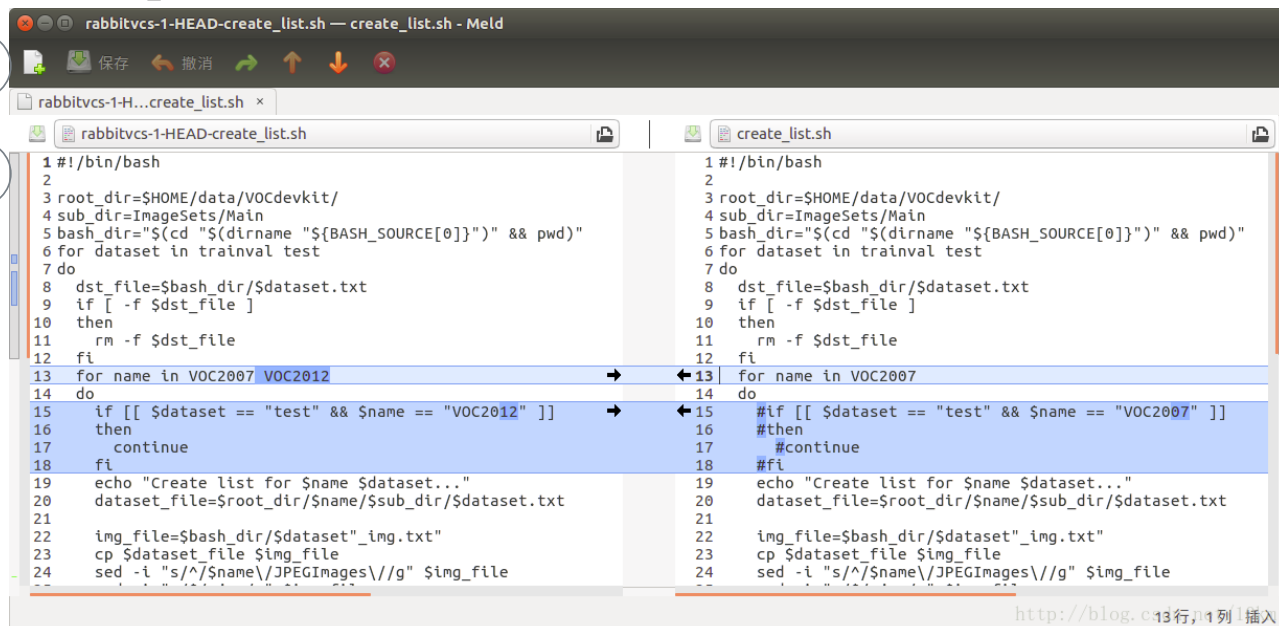 rabbitvcs-1-HEAD-create_list.sh — create_list.sh - Meld
保存 撤消
rabbitvcs-1-H…create_list.sh ×
rabbitvcs-1-HEAD-create_list.sh
1 #!/bin/bash
2
3 root_dir=$HOME/data/VOCdevkit/
4 sub_dir=ImageSets/Main
5 bash_dir="$(cd "$(dirname "${BASH_SOURCE[0]}")" && pwd)"
6 for dataset in trainval test
7 do
8   dst_file=$bash_dir/$dataset.txt
9   if [ -f $dst_file ]
10   then
11     rm -f $dst_file
12   fi
13   for name in VOC2007 VOC2012
14   do
15     if [[ $dataset == "test" && $name == "VOC2012" ]]
16     then
17       continue
18     fi
19     echo "Create list for $name $dataset..."
20     dataset_file=$root_dir/$name/$sub_dir/$dataset.txt
21
22     img_file=$bash_dir/$dataset"_img.txt"
23     cp $dataset_file $img_file
24     sed -i "s/^/$name\/JPEGImages\//g" $img_file
create_list.sh
1 #!/bin/bash
2
3 root_dir=$HOME/data/VOCdevkit/
4 sub_dir=ImageSets/Main
5 bash_dir="$(cd "$(dirname "${BASH_SOURCE[0]}")" && pwd)"
6 for dataset in trainval test
7 do
8   dst_file=$bash_dir/$dataset.txt
9   if [ -f $dst_file ]
10   then
11     rm -f $dst_file
12   fi
13   for name in VOC2007
14   do
15     #if [[ $dataset == "test" && $name == "VOC2007" ]]
16     #then
17       #continue
18     #fi
19     echo "Create list for $name $dataset..."
20     dataset_file=$root_dir/$name/$sub_dir/$dataset.txt
21
22     img_file=$bash_dir/$dataset"_img.txt"
23     cp $dataset_file $img_file
24     sed -i "s/^/$name\/JPEGImages\//g" $img_file
13行，1列 插入